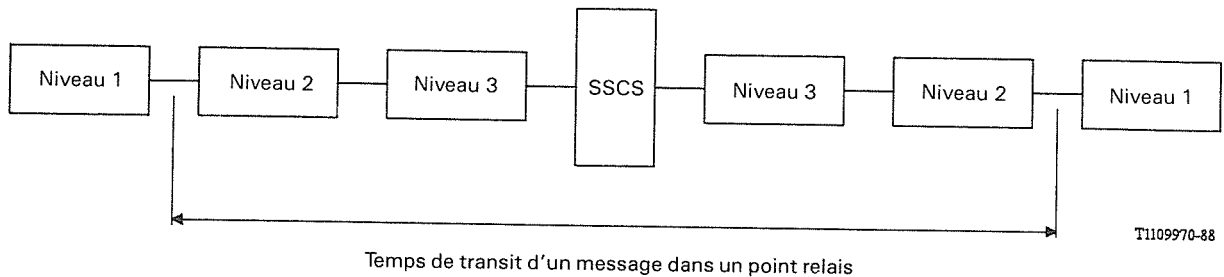 Niveau 1
Niveau 2
Niveau 3
SSCS
Niveau 3
Niveau 2
Niveau 1
T1109970-88
Temps de transit d'un message dans un point relais